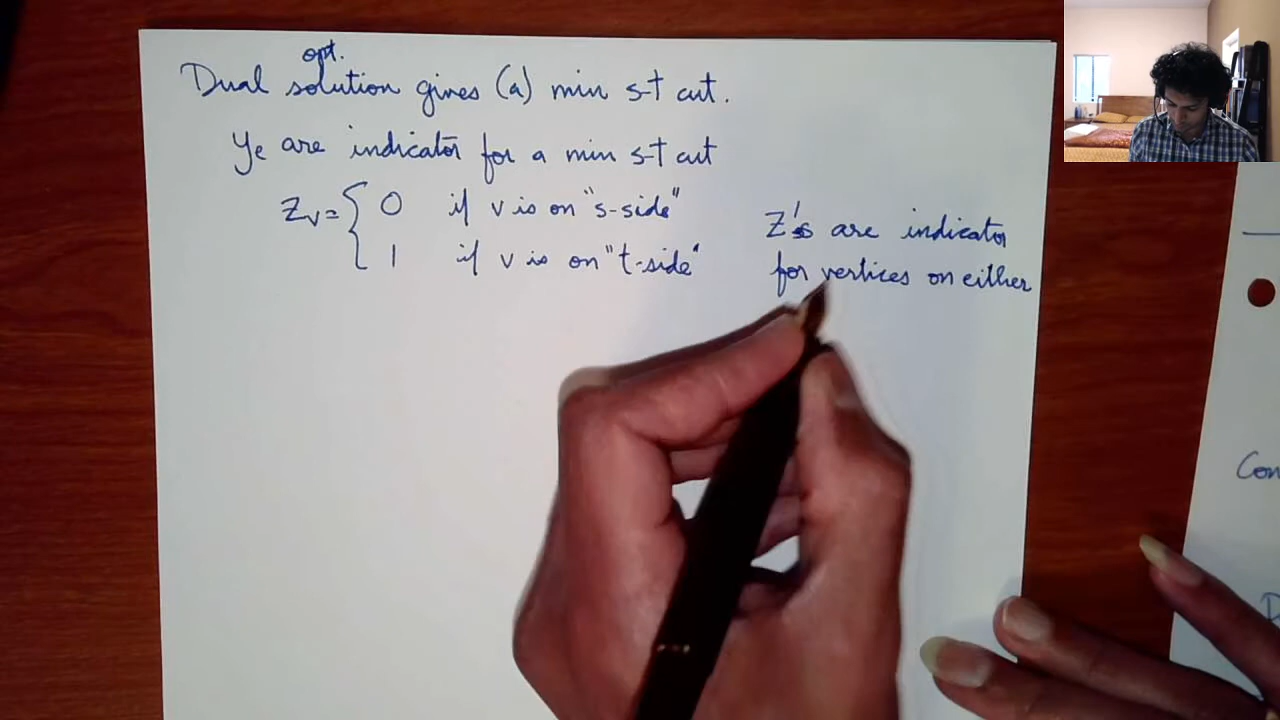 opt.
Dual solution gives (a) min s-t cut.
ye are indicator for a min s-t cut
Zv = { 0 if v is on "s-side"
1 if v is on "t-side"
Z's are indicator
for vertices on either
Con